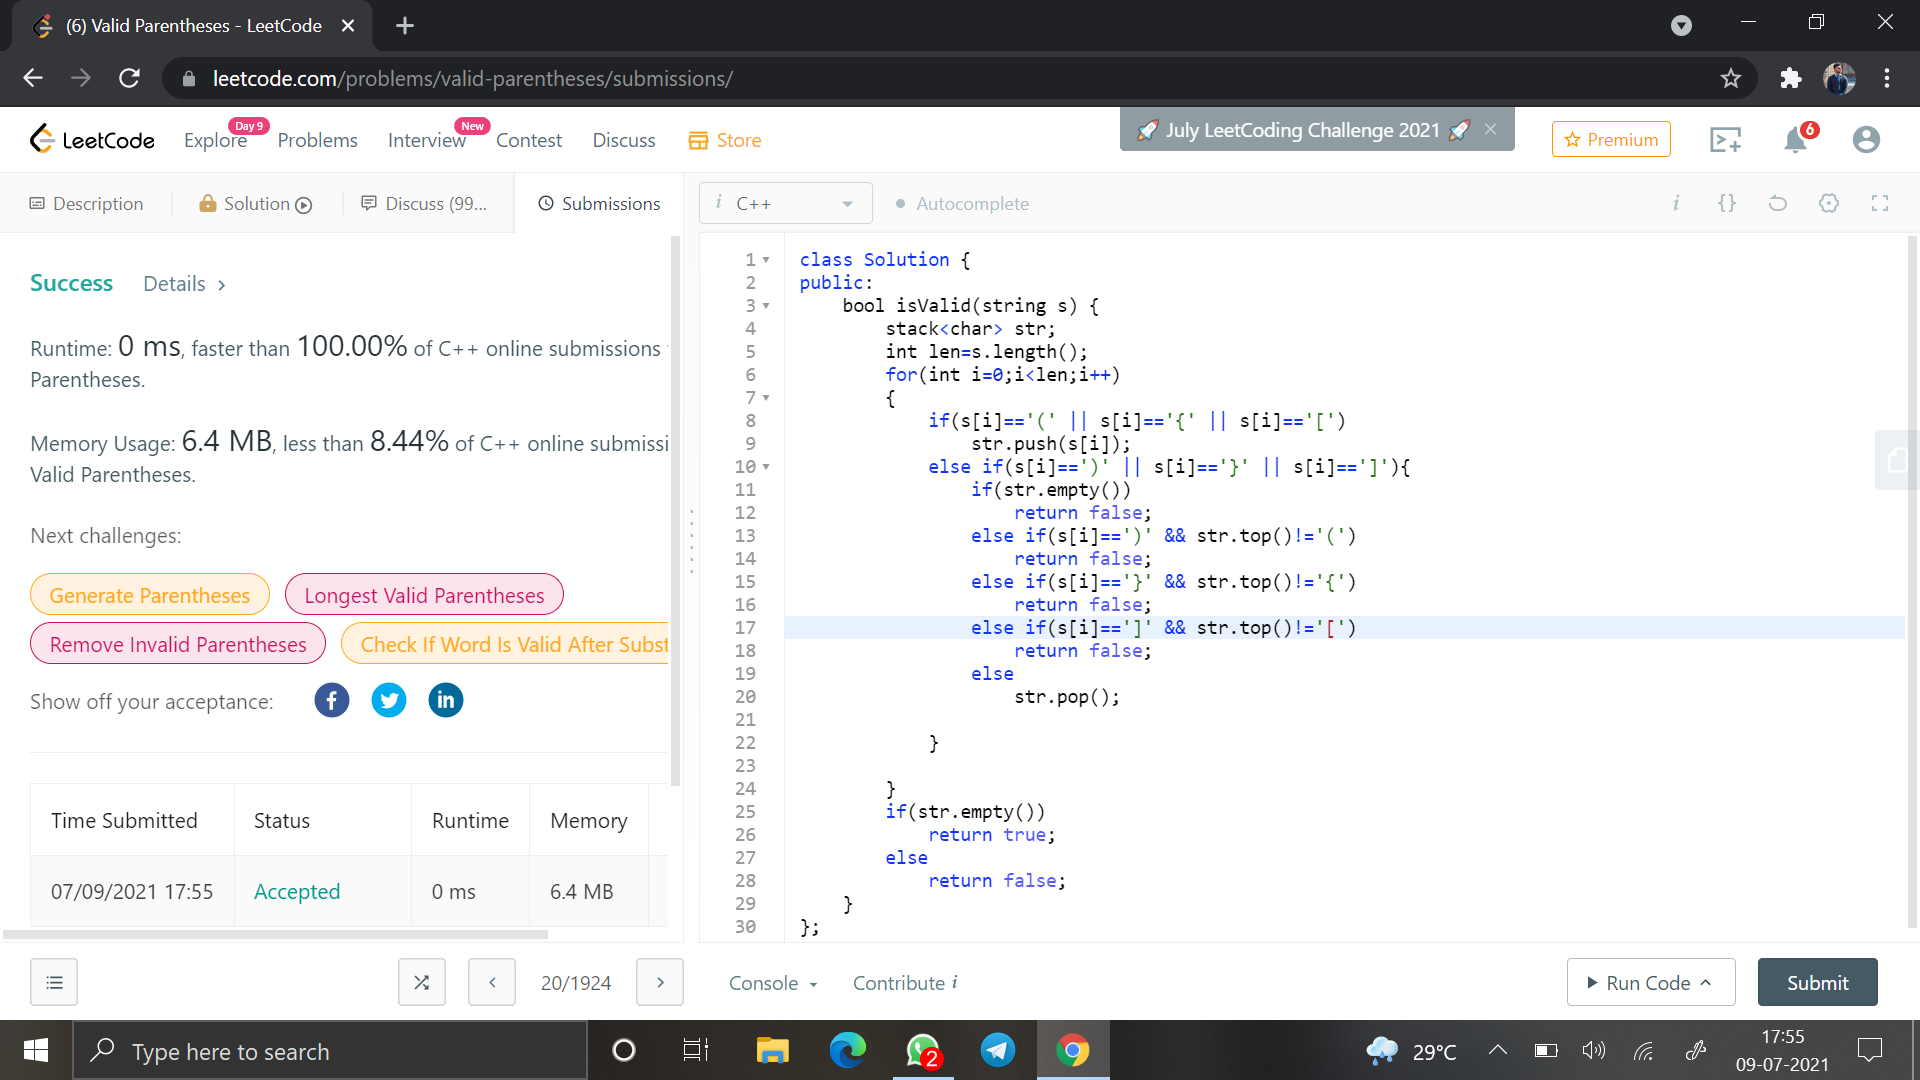 (6) Valid Parentheses - LeetCode
leetcode.com/problems/valid-parentheses/submissions/
LeetCode Explore Day 9 Problems Interview New Contest Discuss Store
July LeetCoding Challenge 2021
Premium
6
Description Solution Discuss (99... Submissions
i C++ Autocomplete
Success Details
Runtime: 0 ms, faster than 100.00% of C++ online submissions
Parentheses.
Memory Usage: 6.4 MB, less than 8.44% of C++ online submissi
Valid Parentheses.
Next challenges:
Generate Parentheses Longest Valid Parentheses
Remove Invalid Parentheses Check If Word Is Valid After Subst
Show off your acceptance:
Time Submitted Status Runtime Memory
07/09/2021 17:55 Accepted 0 ms 6.4 MB
1 class Solution {
2 public:
3 bool isValid(string s) {
4 stack<char> str;
5 int len=s.length();
6 for(int i=0;i<len;i++)
7 {
8 if(s[i]=='(' || s[i]=='{' || s[i]=='[')
9 str.push(s[i]);
10 else if(s[i]==')' || s[i]=='}' || s[i]==']'){
11 if(str.empty())
12 return false;
13 else if(s[i]==')' && str.top()!='(')
14 return false;
15 else if(s[i]=='}' && str.top()!='{')
16 return false;
17 else if(s[i]==']' && str.top()!='[')
18 return false;
19 else
20 str.pop();
21
22 }
23
24 }
25 if(str.empty())
26 return true;
27 else
28 return false;
29 }
30 };
20/1924
Console Contribute i
Run Code Submit
Type here to search
2
29°C
17:55
09-07-2021